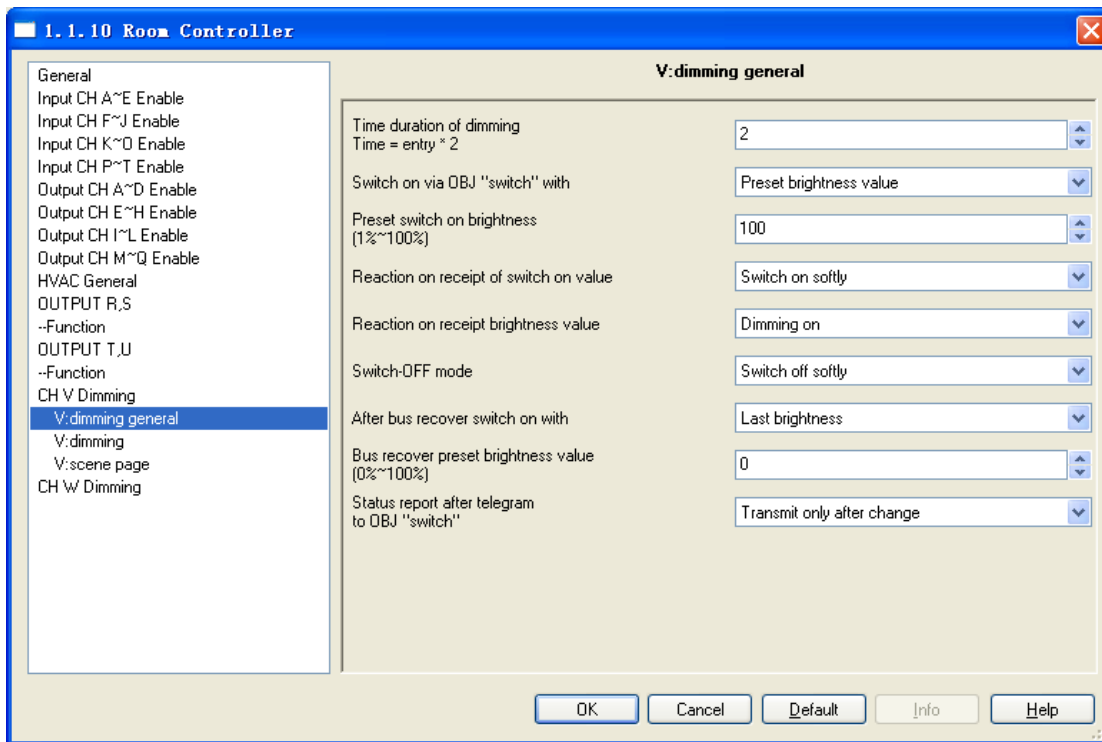 1.1.10 Room Controller
General
Input CH A~E Enable
Input CH F~J Enable
Input CH K~O Enable
Input CH P~T Enable
Output CH A~D Enable
Output CH E~H Enable
Output CH I~L Enable
Output CH M~Q Enable
HVAC General
OUTPUT R,S
--Function
OUTPUT T,U
--Function
CH V Dimming
V:dimming general
V:dimming
V:scene page
CH W Dimming
V:dimming general
Time duration of dimming
Time = entry * 2
2
Switch on via OBJ "switch" with
Preset brightness value
Preset switch on brightness
(1%~100%)
100
Reaction on receipt of switch on value
Switch on softly
Reaction on receipt brightness value
Dimming on
Switch-OFF mode
Switch off softly
After bus recover switch on with
Last brightness
Bus recover preset brightness value
(0%~100%)
0
Status report after telegram
to OBJ "switch"
Transmit only after change
OK
Cancel
Default
Info
Help